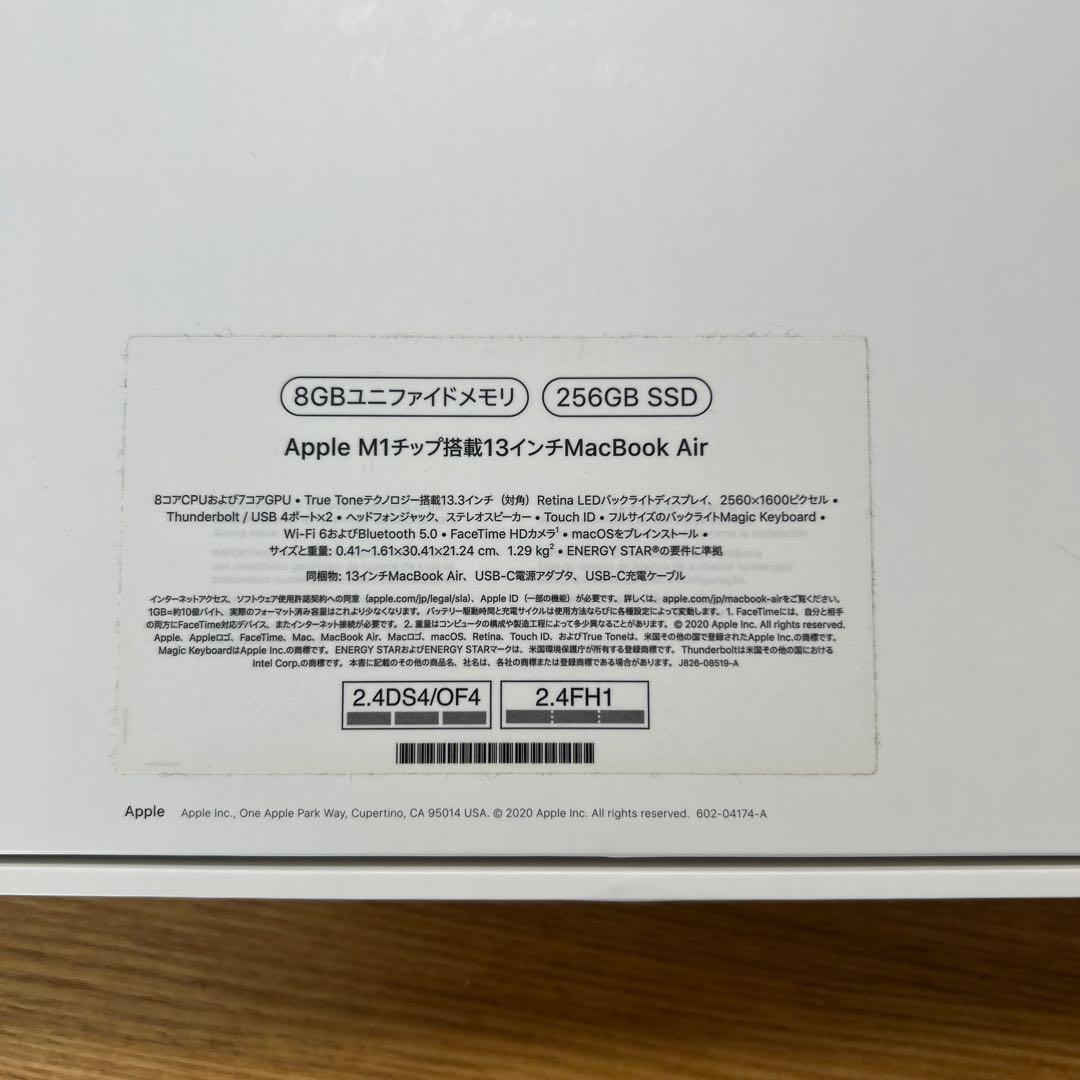 8GBユニファイドメモリ 256GB SSD
Apple M1チップ搭載13インチMacBook Air
8コアCPUおよび7コアGPU • True Toneテクノロジー搭載13.3インチ（対角）Retina LEDバックライトディスプレイ、2560×1600ピクセル •
Thunderbolt / USB 4ポート×2 • ヘッドフォンジャック、ステレオスピーカー • Touch ID • フルサイズのバックライトMagic Keyboard •
Wi-Fi 6およびBluetooth 5.0 • FaceTime HDカメラ¹ • macOSをプレインストール •
サイズと重量: 0.41〜1.61×30.41×21.24 cm、1.29 kg² • ENERGY STAR®の要件に準拠
同梱物: 13インチMacBook Air、USB-C電源アダプタ、USB-C充電ケーブル
インターネットアクセス、ソフトウェア使用許諾契約への同意（apple.com/jp/legal/sla）、Apple ID（一部の機能）が必要です。詳しくは、apple.com/jp/macbook-airをご覧ください。
1GB=約10億バイト、実際のフォーマット済み容量はこれより少なくなります。バッテリー駆動時間と充電サイクルは使用方法ならびに各種設定によって変動します。1. FaceTimeには、自分と相手
の両方にFaceTime対応デバイス、またインターネット接続が必要です。2. 重量はコンピュータの構成や製造工程によって多少異なることがあります。© 2020 Apple Inc. All rights reserved.
Apple、Appleロゴ、FaceTime、Mac、MacBook Air、Macロゴ、macOS、Retina、Touch ID、およびTrue Toneは、米国その他の国で登録されたApple Inc.の商標です。
Magic KeyboardはApple Inc.の商標です。ENERGY STARおよびENERGY STARマークは、米国環境保護庁が所有する登録商標です。Thunderboltは米国その他の国における
Intel Corp.の商標です。本書に記載のその他の商品名、社名は、各社の商標または登録商標である場合があります。J826-08519-A
2.4DS4/OF4 2.4FH1
Apple Apple Inc., One Apple Park Way, Cupertino, CA 95014 USA. © 2020 Apple Inc. All rights reserved. 602-04174-A